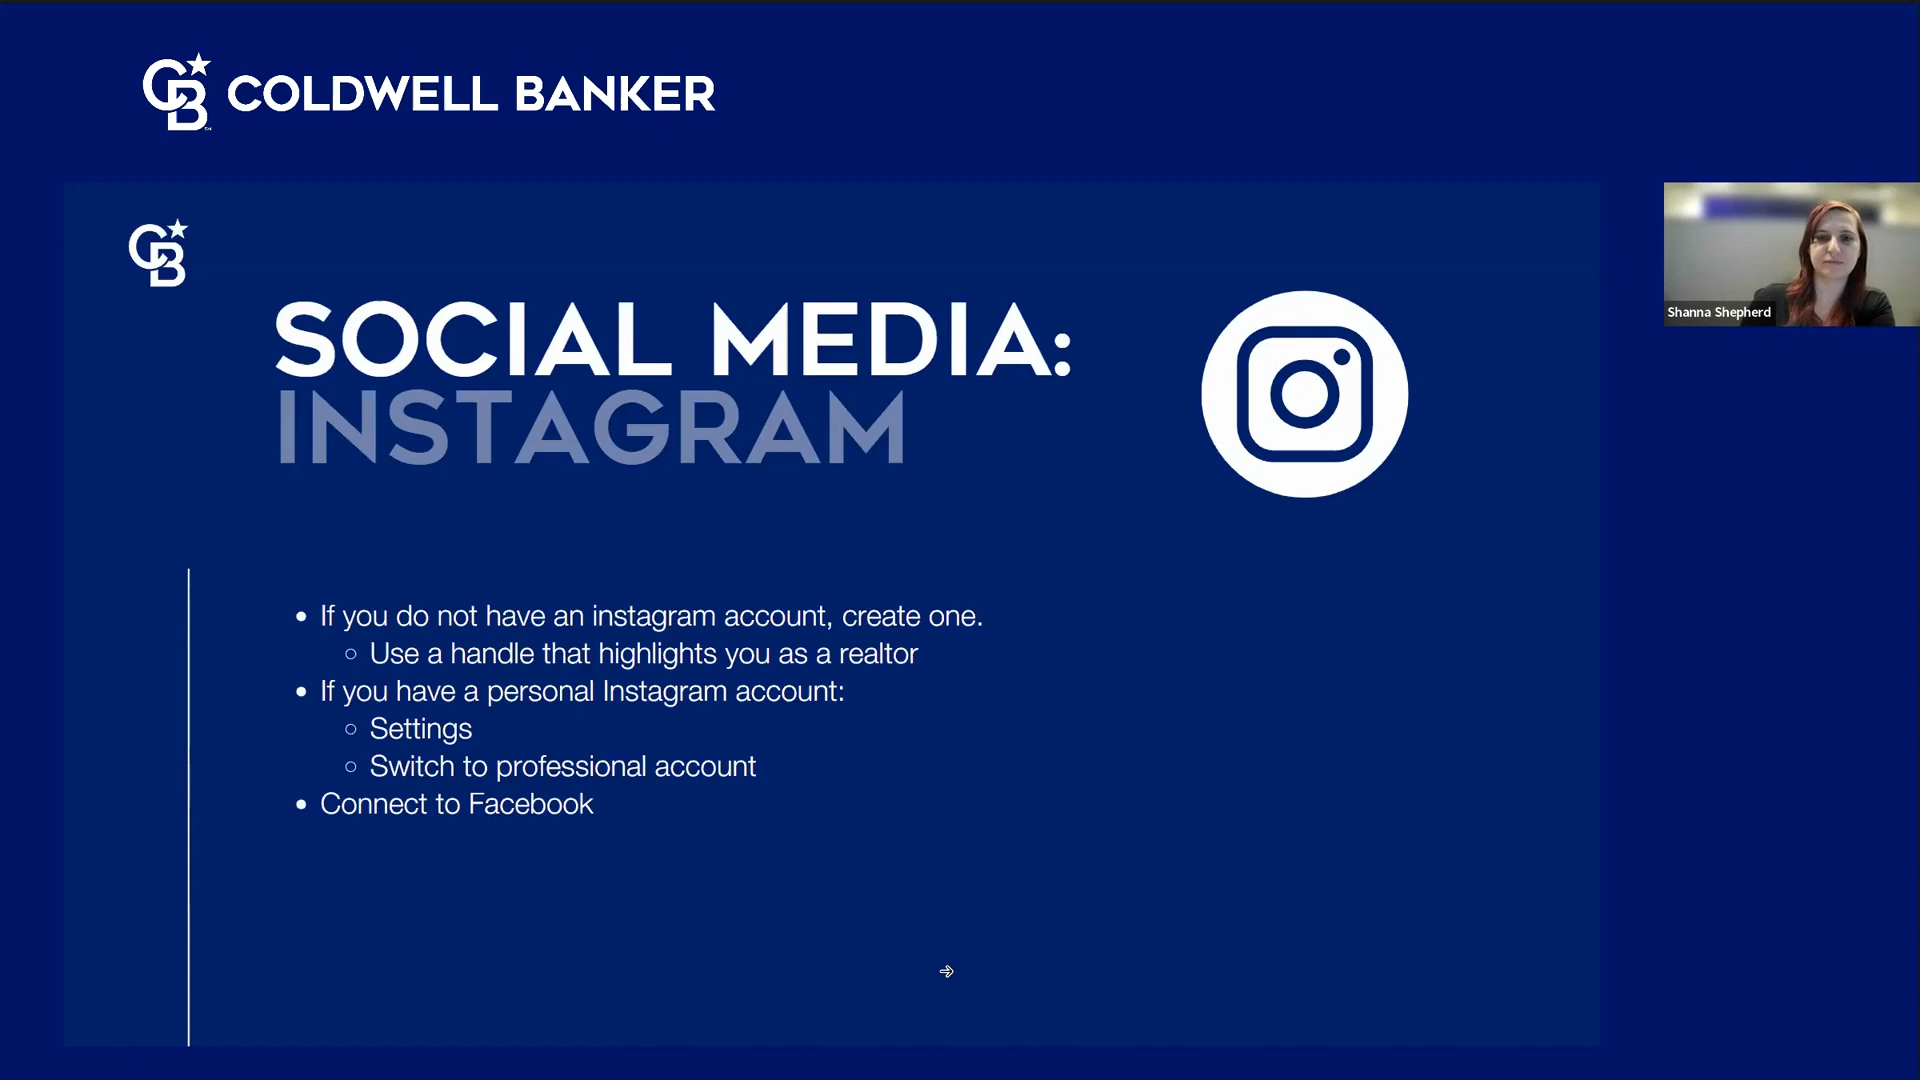 CB COLDWELL BANKER
CB
SOCIAL MEDIA:
INSTAGRAM
Shanna Shepherd
• If you do not have an instagram account, create one.
○ Use a handle that highlights you as a realtor
• If you have a personal Instagram account:
○ Settings
○ Switch to professional account
• Connect to Facebook